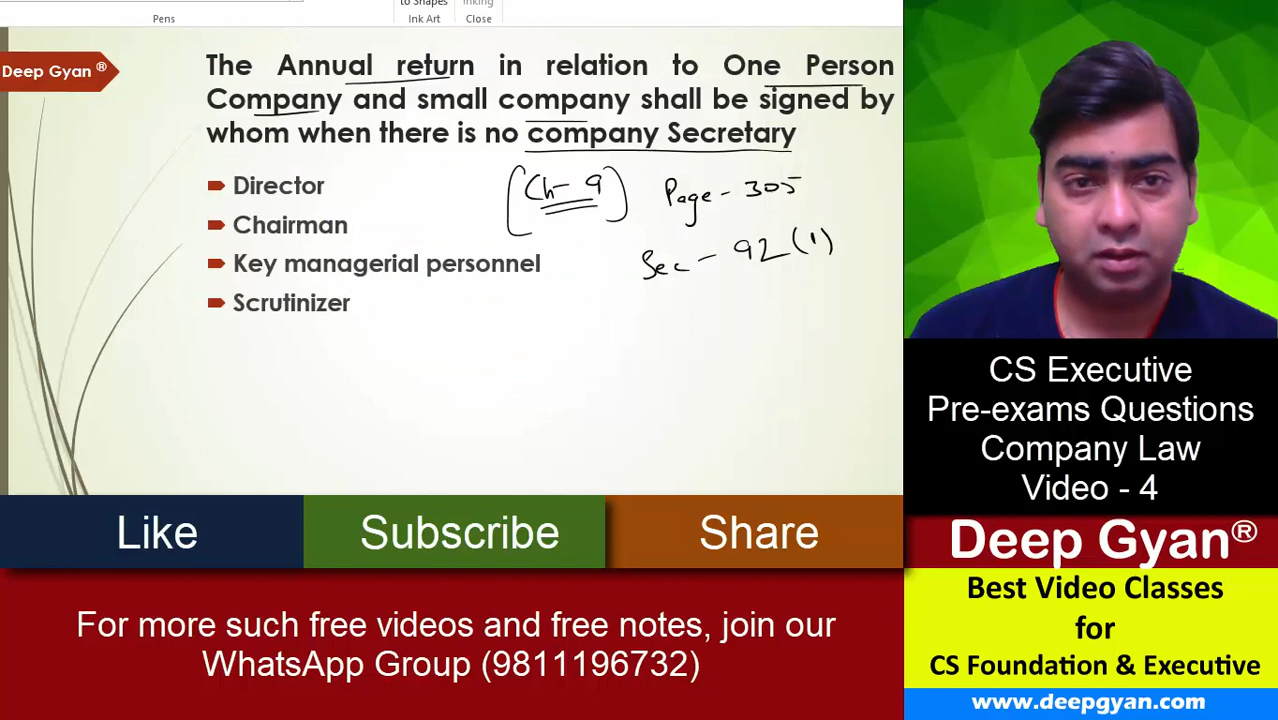 to Shapes
Inking
Pens
Ink Art
Close
Deep Gyan ®
The Annual return in relation to One Person
Company and small company shall be signed by
whom when there is no company Secretary
Director
Chairman
Key managerial personnel
Scrutinizer
Ch- 9
Page - 305
Sec - 92 (1)
CS Executive
Pre-exams Questions
Company Law
Video - 4
Like
Subscribe
Share
Deep Gyan®
For more such free videos and free notes, join our
WhatsApp Group (9811196732)
Best Video Classes
for
CS Foundation & Executive
www.deepgyan.com